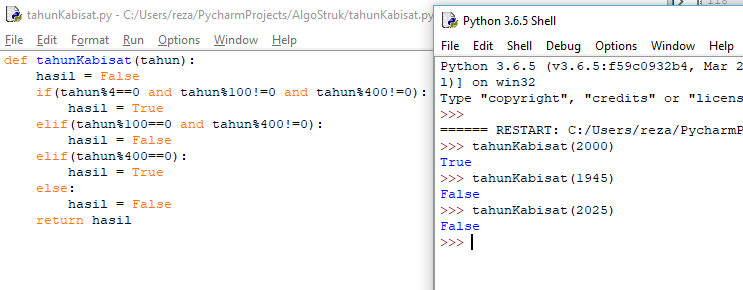 tahunKabisat.py - C:/Users/reza/PycharmProjects/AlgoStruk/tahunKabisat.py
File Edit Format Run Options Window Help
def tahunKabisat(tahun):
    hasil = False
    if(tahun%4==0 and tahun%100!=0 and tahun%400!=0):
        hasil = True
    elif(tahun%100==0 and tahun%400!=0):
        hasil = False
    elif(tahun%400==0):
        hasil = True
    else:
        hasil = False
    return hasil
Python 3.6.5 Shell
File Edit Shell Debug Options Window Help
Python 3.6.5 (v3.6.5:f59c0932b4, Mar 2
1)] on win32
Type "copyright", "credits" or "licens
>>>
====== RESTART: C:/Users/reza/PycharmP
>>> tahunKabisat(2000)
True
>>> tahunKabisat(1945)
False
>>> tahunKabisat(2025)
False
>>>